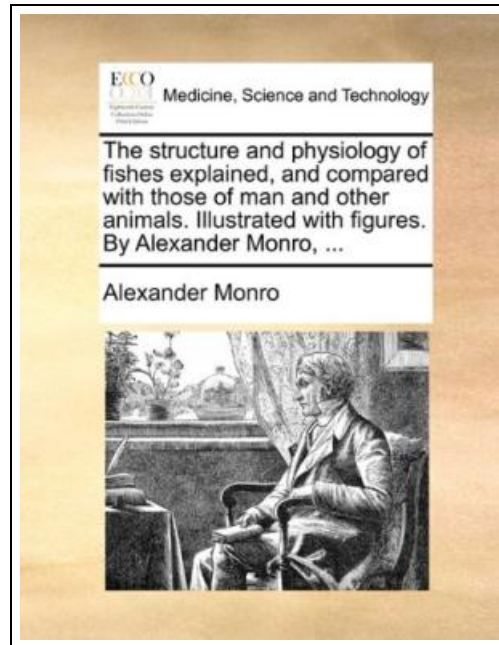 ECCO
Medicine, Science and Technology
The structure and physiology of
fishes explained, and compared
with those of man and other
animals. Illustrated with figures.
By Alexander Monro, ...
Alexander Monro